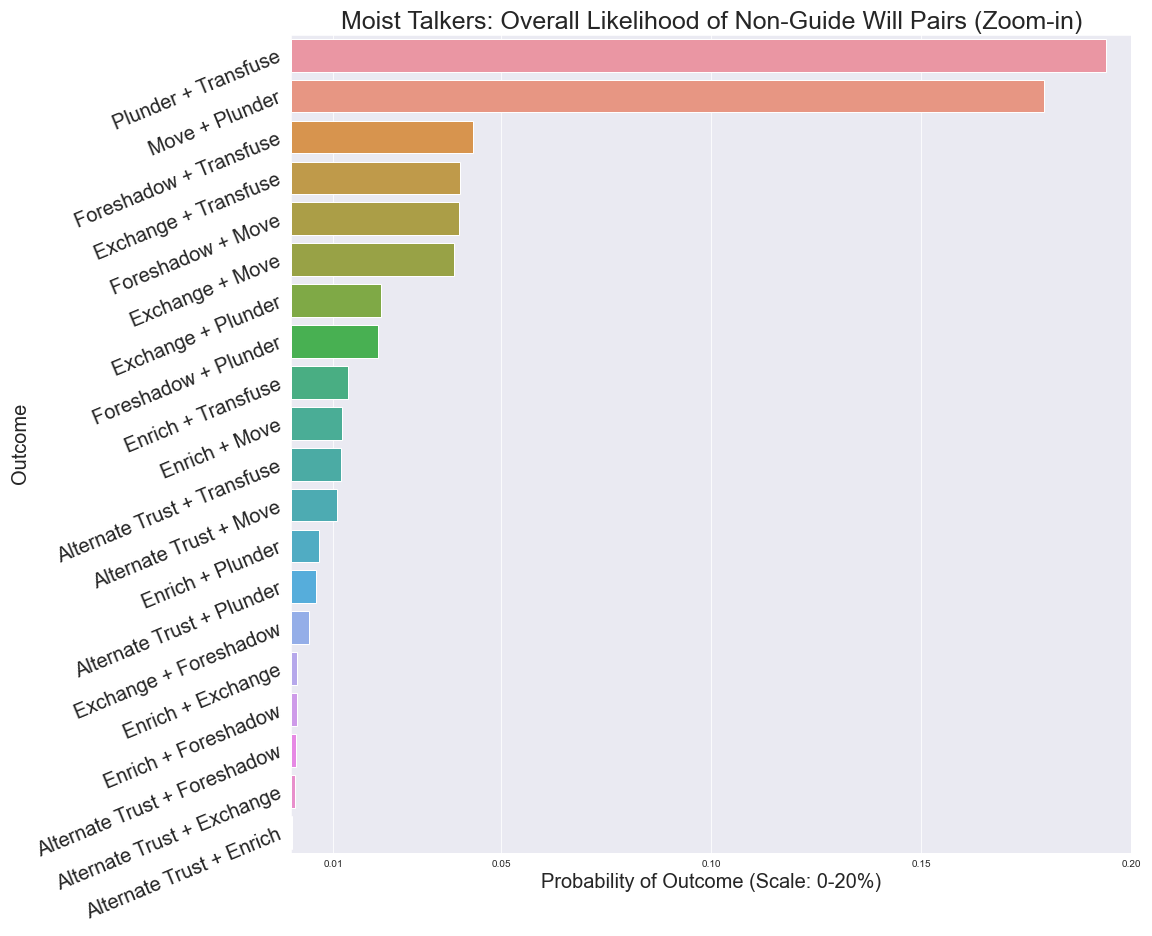 Moist Talkers: Overall Likelihood of Non-Guide Will Pairs (Zoom-in)
Plunder + Transfuse
Move + Plunder
Foreshadow + Transfuse
Exchange + Transfuse
Foreshadow + Move
Exchange + Move
Exchange + Plunder
Foreshadow + Plunder
Enrich + Transfuse
Enrich + Move
Alternate Trust + Transfuse
Alternate Trust + Move
Enrich + Plunder
Alternate Trust + Plunder
Exchange + Foreshadow
Enrich + Exchange
Enrich + Foreshadow
Alternate Trust + Foreshadow
Alternate Trust + Exchange
Alternate Trust + Enrich
Outcome
0.01 0.05 0.10 0.15 0.20
Probability of Outcome (Scale: 0-20%)